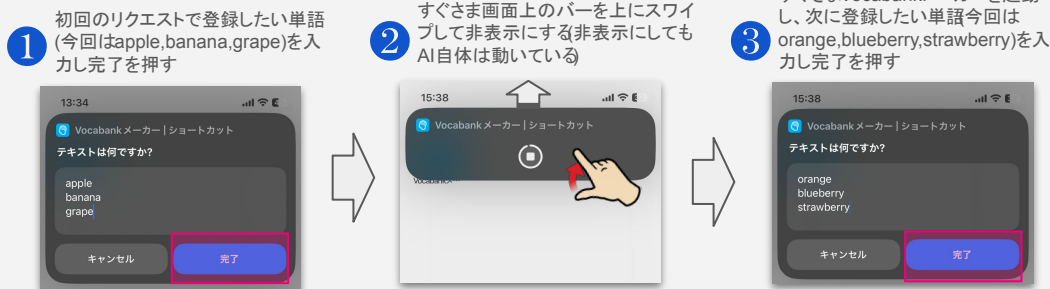 1
初回のリクエストで登録したい単語
(今回はapple,banana,grape)を入
力し完了を押す
13:34
Vocabankメーカー | ショートカット
テキストは何ですか?
apple
banana
grape
キャンセル 完了
2
すぐさま画面上のバーを上にスワイ
プして非表示にする(非表示にしても
AI自体は動いている)
15:38
Vocabankメーカー | ショートカット
3
し、次に登録したい単語(今回は
orange,blueberry,strawberry)を入
力し完了を押す
15:38
Vocabankメーカー | ショートカット
テキストは何ですか?
orange
blueberry
strawberry
キャンセル 完了